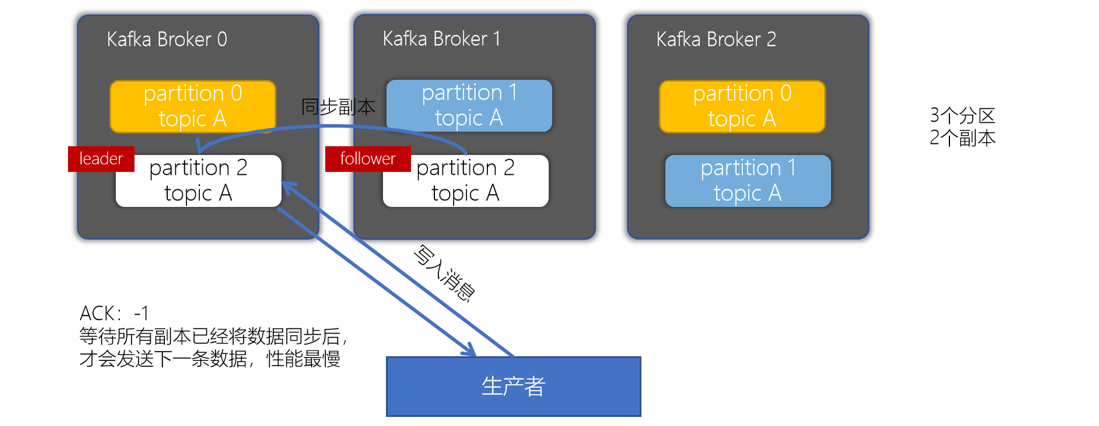 Kafka Broker 0
partition 0
topic A
leader
partition 2
topic A
同步副本
Kafka Broker 1
partition 1
topic A
follower
partition 2
topic A
Kafka Broker 2
partition 0
topic A
partition 1
topic A
3个分区
2个副本
写入消息
ACK：-1
等待所有副本已经将数据同步后，
才会发送下一条数据，性能最慢
生产者